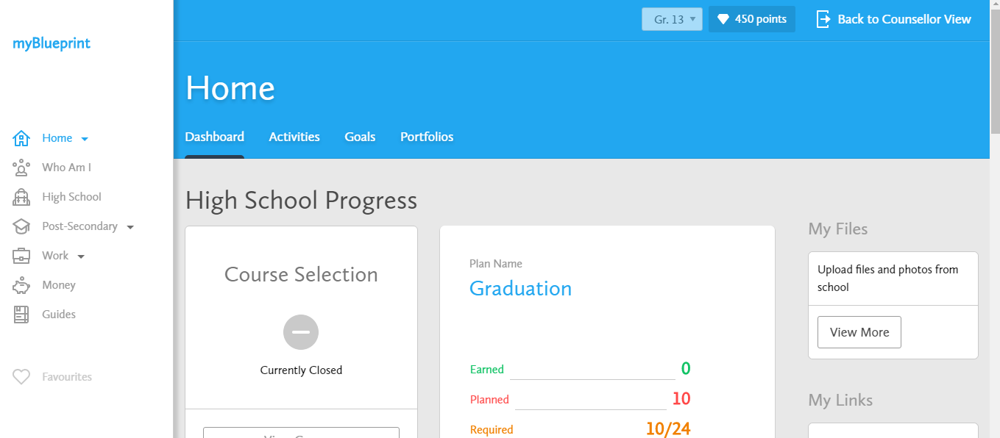 myBlueprint
Gr. 13
450 points
Back to Counsellor View
Home
Dashboard
Activities
Goals
Portfolios
Home
Who Am I
High School
Post-Secondary
Work
Money
Guides
Favourites
High School Progress
Course Selection
Currently Closed
Plan Name
Graduation
Earned 0
Planned 10
Required 10/24
My Files
Upload files and photos from
school
View More
My Links